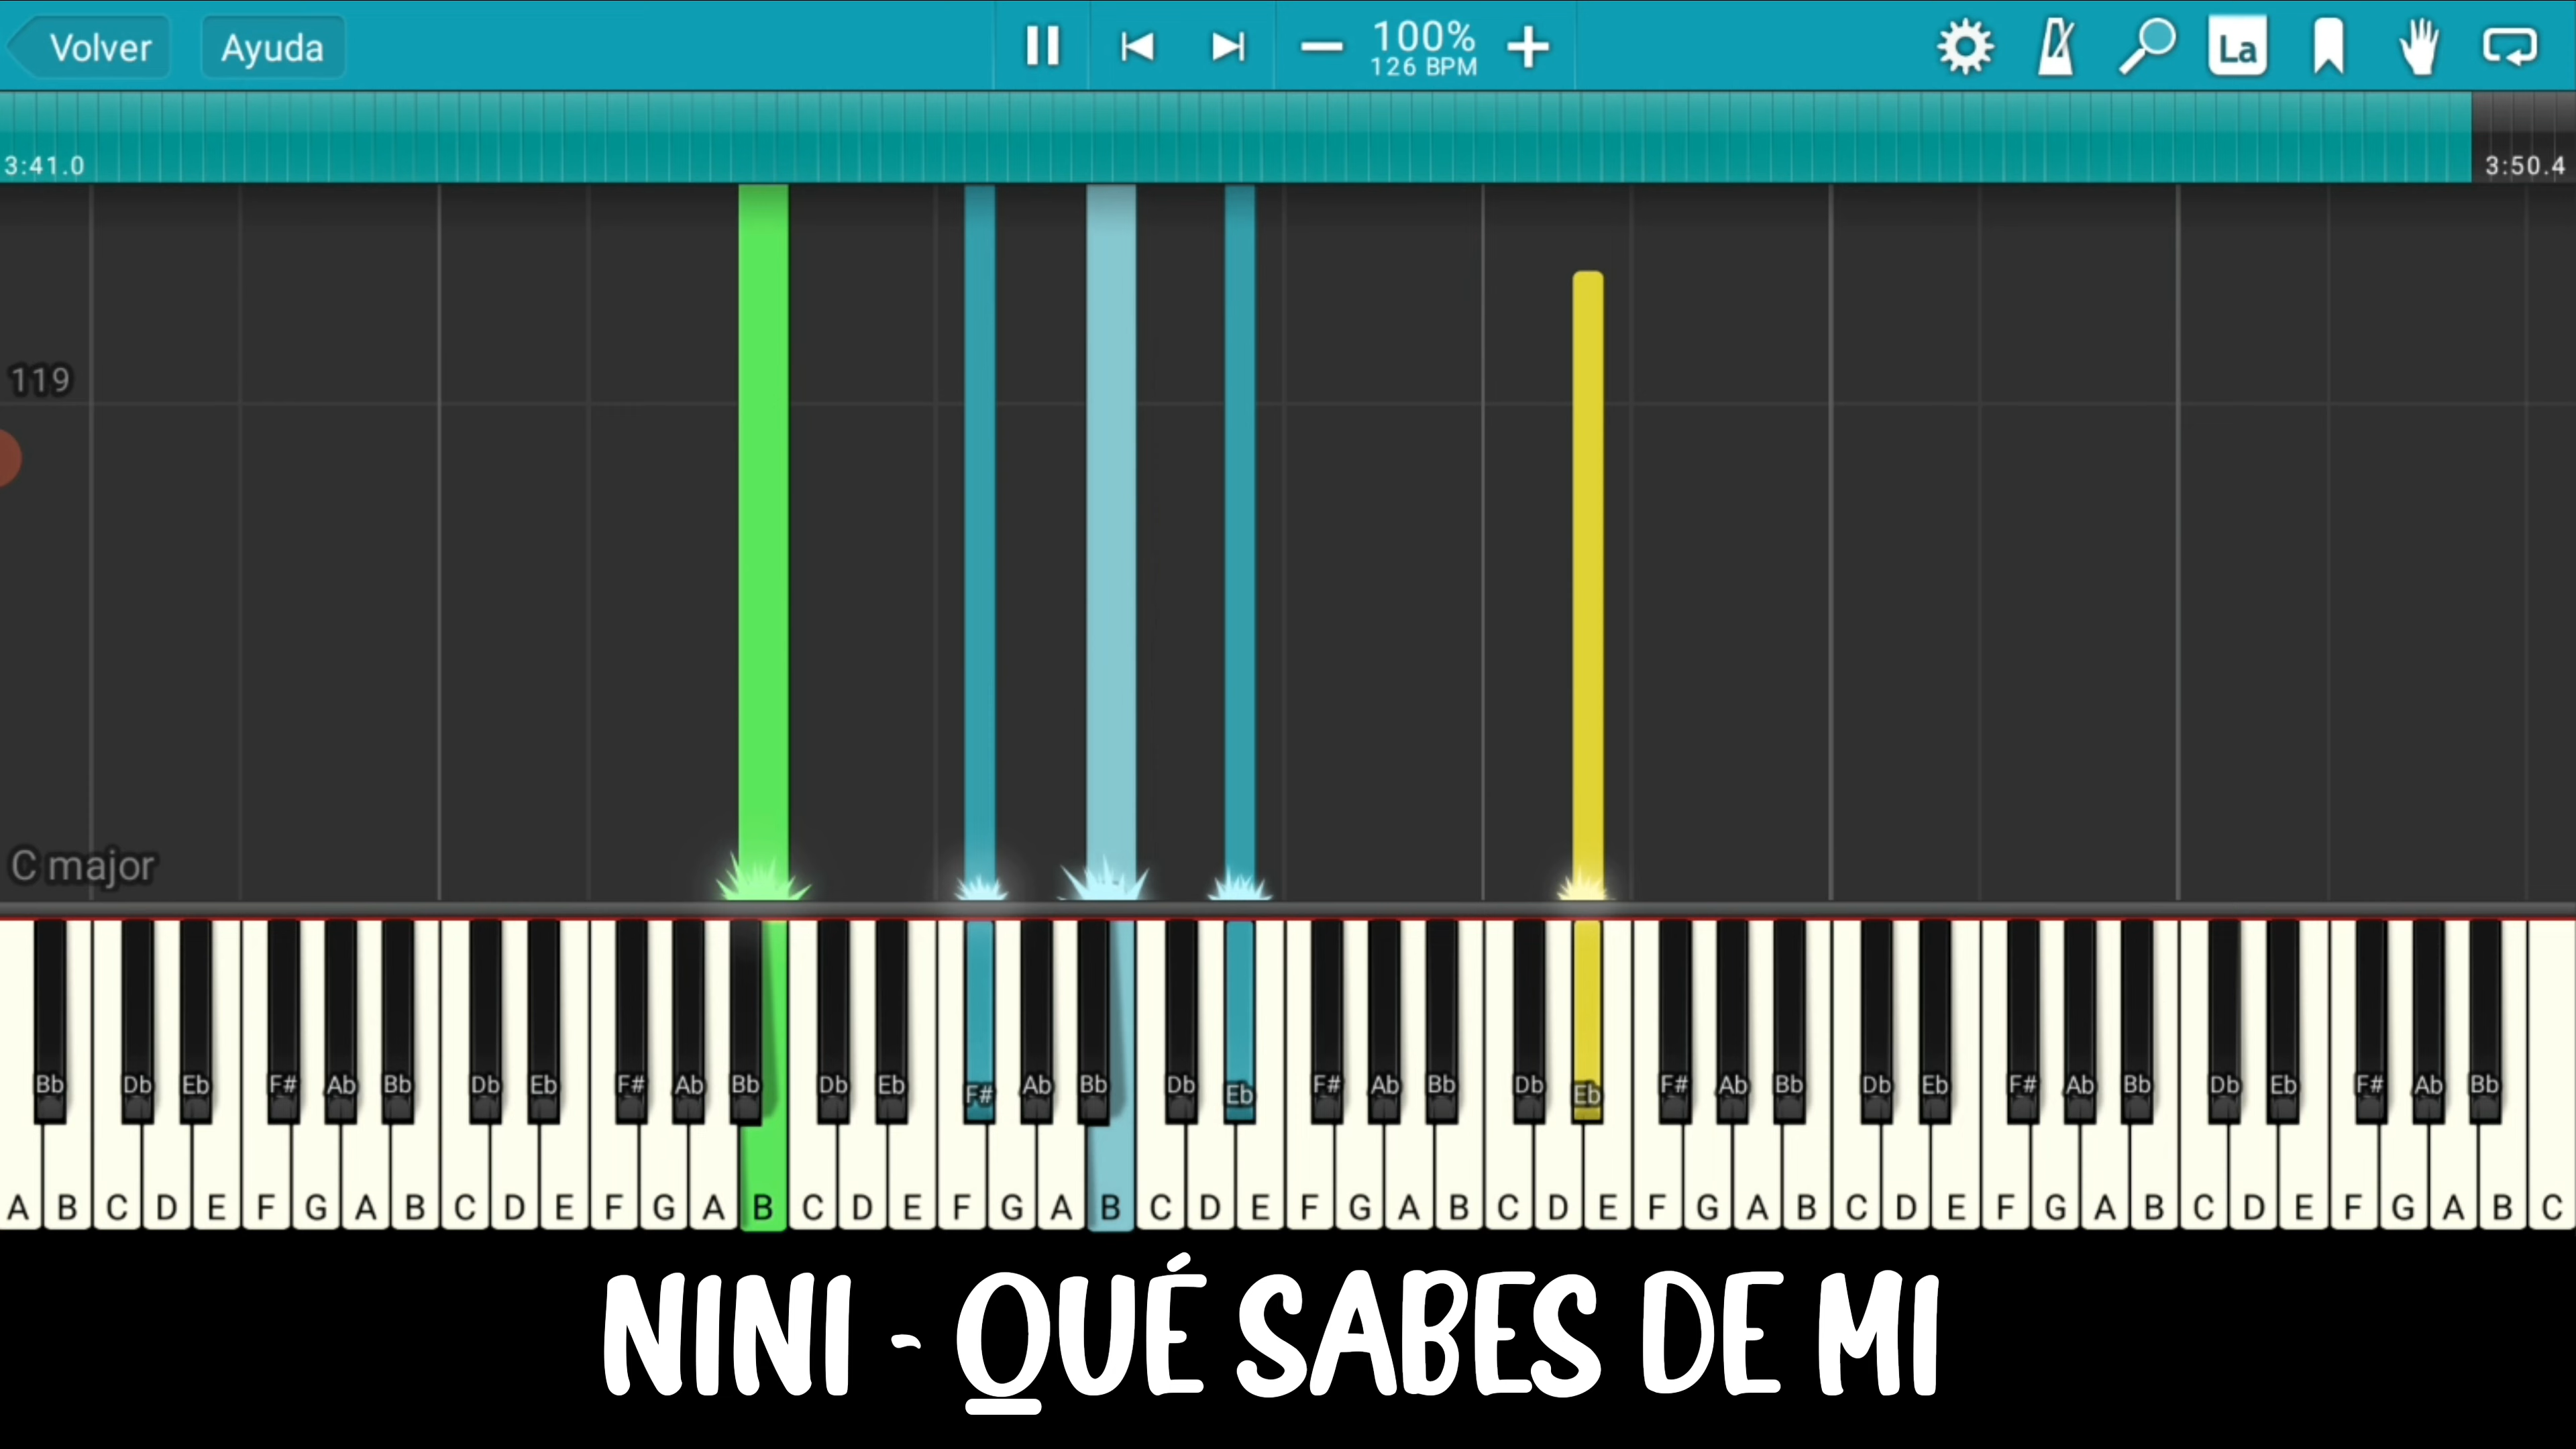 Volver Ayuda 100% La
126 BPM
3:41.0 3:50.4
119
C major
Bb Db Eb F# Ab Bb Db Eb F# Ab Bb Db Eb F# Ab Bb Db Eb F# Ab Bb Db Eb F# Ab Bb Db Eb F# Ab Bb Db Eb F# Ab Bb
A B C D E F G A B C D E F G A B C D E F G A B C D E F G A B C D E F G A B C D E F G A B C D E F G A B C
NINI - QUÉ SABES DE MI